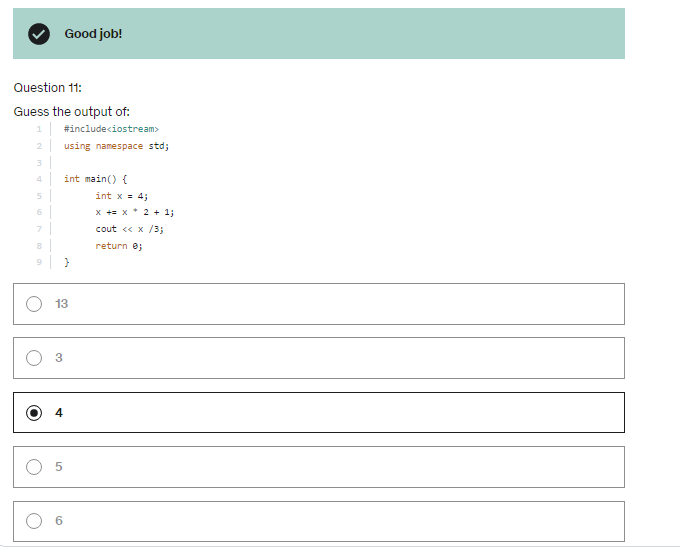 Good job!
Question 11:
Guess the output of:
1 #include<iostream>
2 using namespace std;
3
4 int main() {
5 int x = 4;
6 x += x * 2 + 1;
7 cout << x /3;
8 return 0;
9 }
13
3
4
5
6